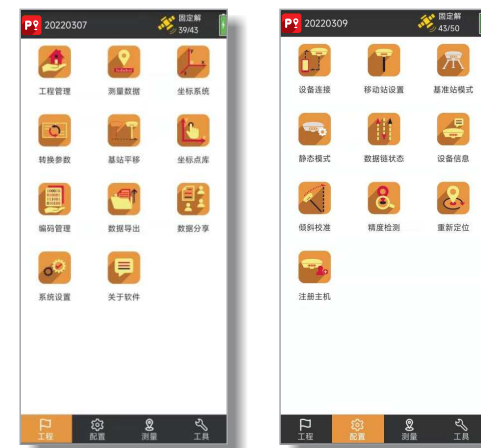 P9 20220307
固定解
39/43
工程管理 测量数据 坐标系统
转换参数 基站平移 坐标点库
编码管理 数据导出 数据分享
系统设置 关于软件
工程 配置 测量 工具
P9 20220309
固定解
43/50
设备连接 移动站设置 基准站模式
静态模式 数据链状态 设备信息
倾斜校准 精度检测 重新定位
注册主机
工程 配置 测量 工具